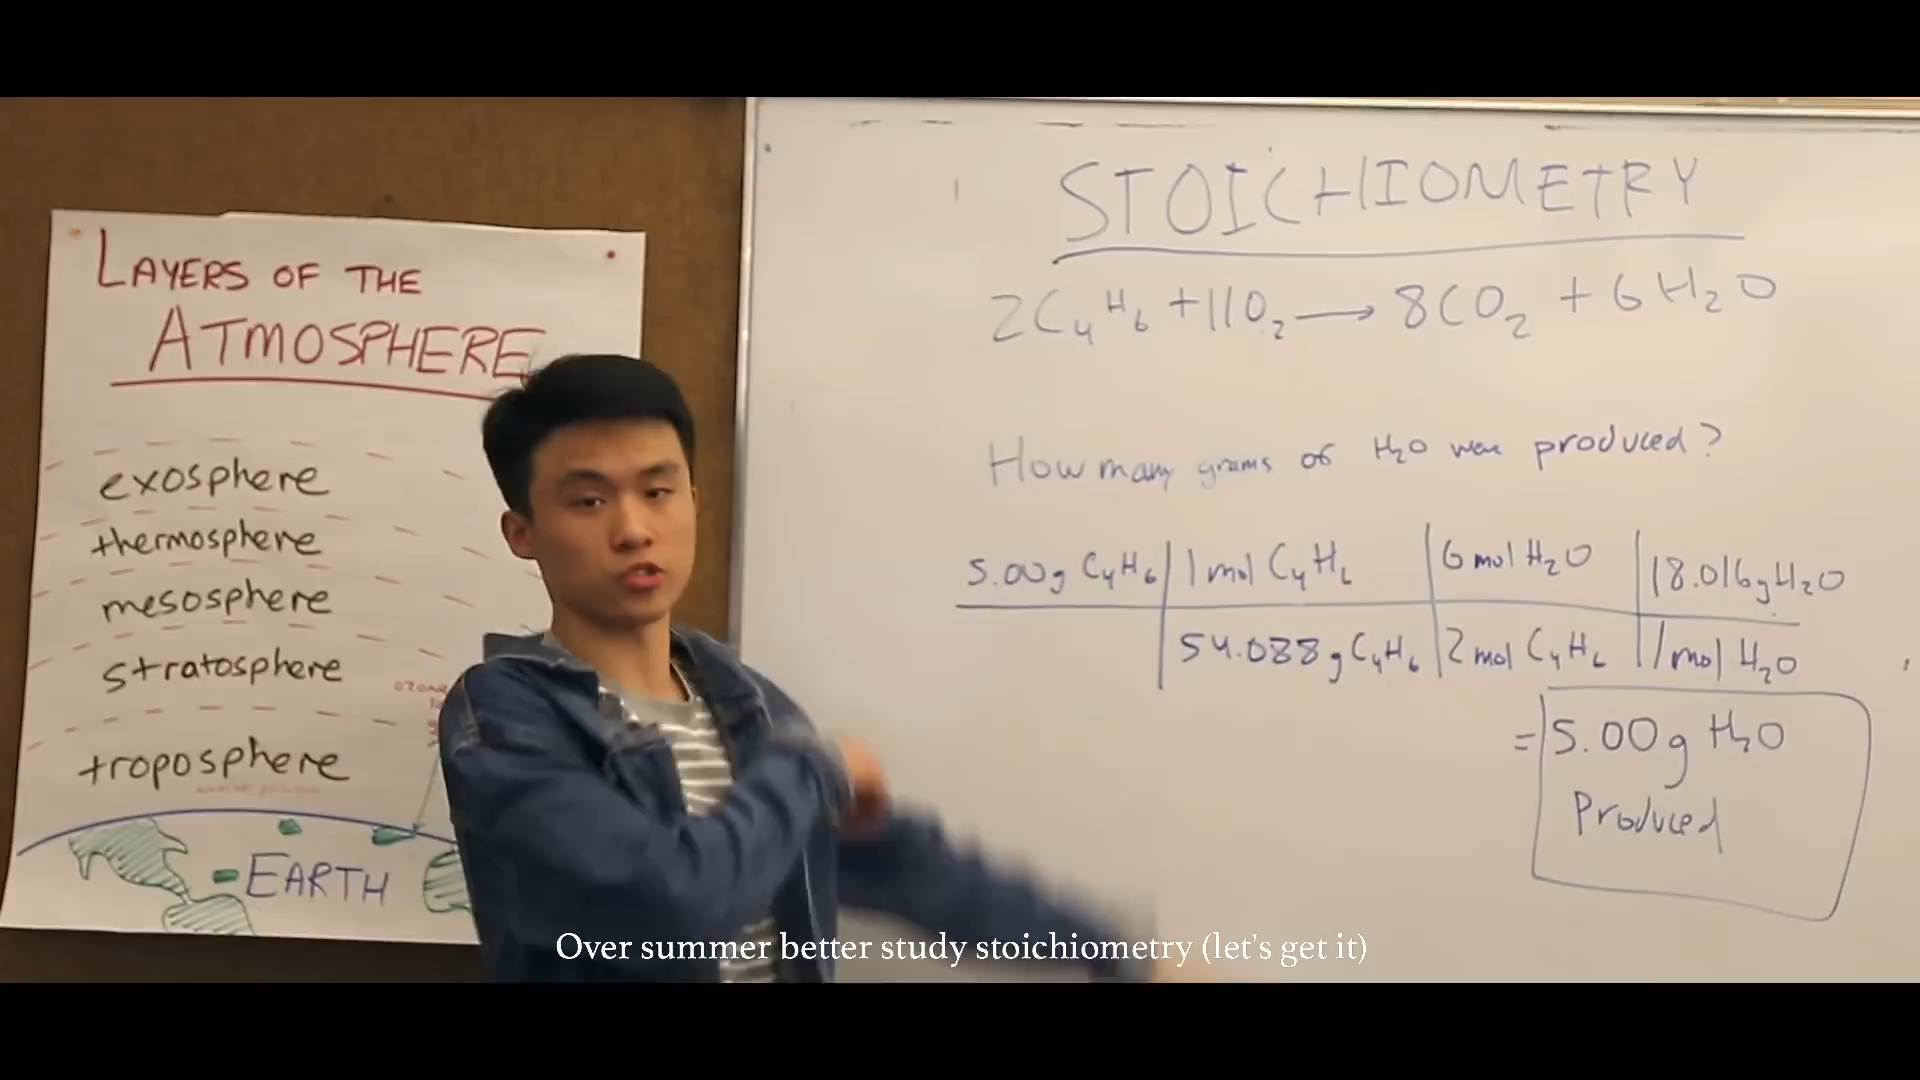 LAYERS OF THE
ATMOSPHERE
exosphere
thermosphere
mesosphere
stratosphere
troposphere
EARTH
STOICHIOMETRY
2C₄H₆ + 11O₂ → 8CO₂ + 6H₂O
How many grams of H₂O were produced?
5.00g C₄H₆ | 1 mol C₄H₆ | 6 mol H₂O | 18.016g H₂O
54.088g C₄H₆ | 2 mol C₄H₆ | 1 mol H₂O
= 5.00g H₂O
Produced
Over summer better study stoichiometry (let's get it)